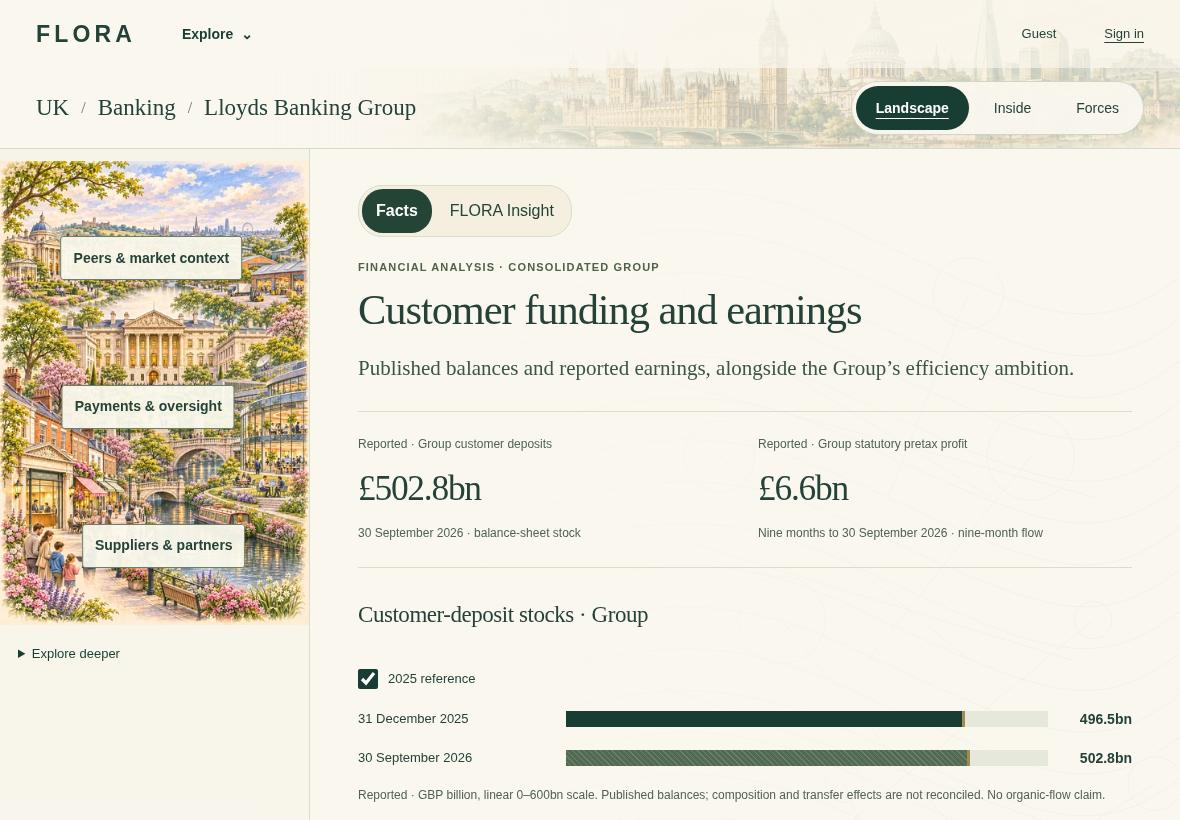 FLORA
Explore
Guest
Sign in
UK / Banking / Lloyds Banking Group
Landscape
Inside
Forces
Peers & market context
Payments & oversight
Suppliers & partners
Explore deeper
Facts
FLORA Insight
FINANCIAL ANALYSIS · CONSOLIDATED GROUP
Customer funding and earnings
Published balances and reported earnings, alongside the Group’s efficiency ambition.
Reported · Group customer deposits
£502.8bn
30 September 2026 · balance-sheet stock
Reported · Group statutory pretax profit
£6.6bn
Nine months to 30 September 2026 · nine-month flow
Customer-deposit stocks · Group
2025 reference
31 December 2025
496.5bn
30 September 2026
502.8bn
Reported · GBP billion, linear 0–600bn scale. Published balances; composition and transfer effects are not reconciled. No organic-flow claim.